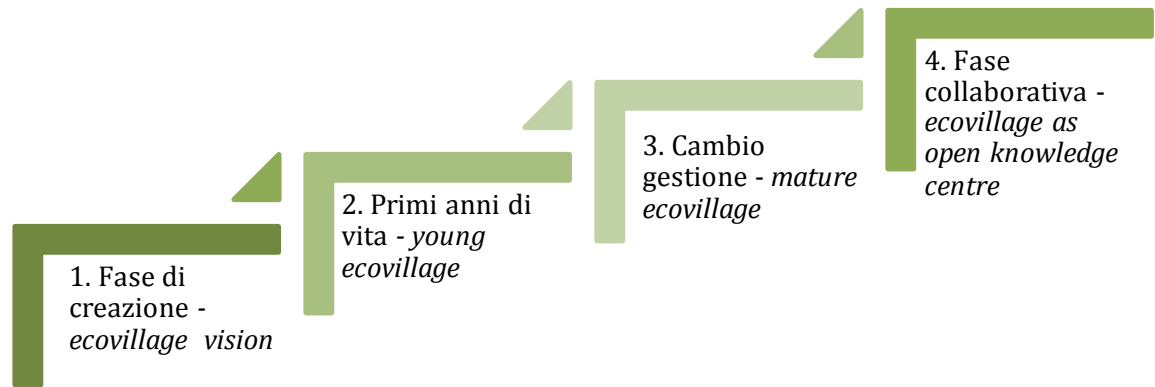 1. Fase di
creazione -
ecovillage vision
2. Primi anni di
vita - young
ecovillage
3. Cambio
gestione - mature
ecovillage
4. Fase
collaborativa -
ecovillage as
open knowledge
centre